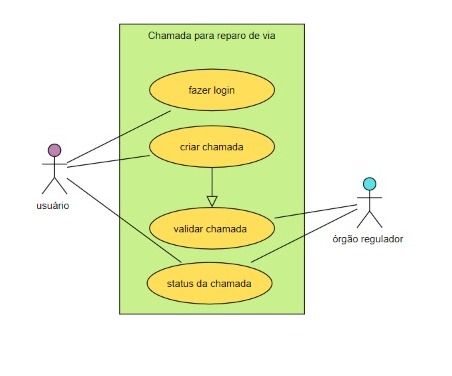 Chamada para reparo de via
fazer login
criar chamada
usuário
validar chamada
órgão regulador
status da chamada